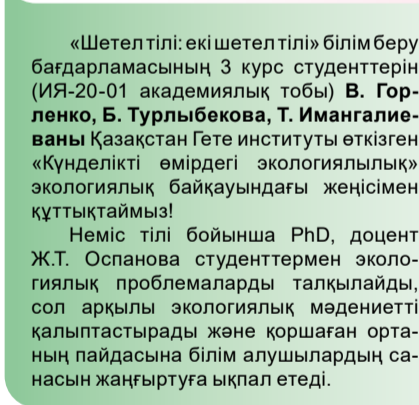 «Шетел тілі: екі шетел тілі» білім беру
бағдарламасының 3 курс студенттерін
(ИЯ-20-01 академиялық тобы) В. Гор-
ленко, Б. Турлыбекова, Т. Имангалие-
ваны Қазақстан Гете институты өткізген
«Күнделікті өмірдегі экологиялылық»
экологиялық байқауындағы жеңісімен
құттықтаймыз!
Неміс тілі бойынша PhD, доцент
Ж.Т. Оспанова студенттермен эколо-
гиялық проблемаларды талқылайды,
сол арқылы экологиялық мәдениетті
қалыптастырады және қоршаған орта-
ның пайдасына білім алушылардың са-
насын жаңғыртуға ықпал етеді.